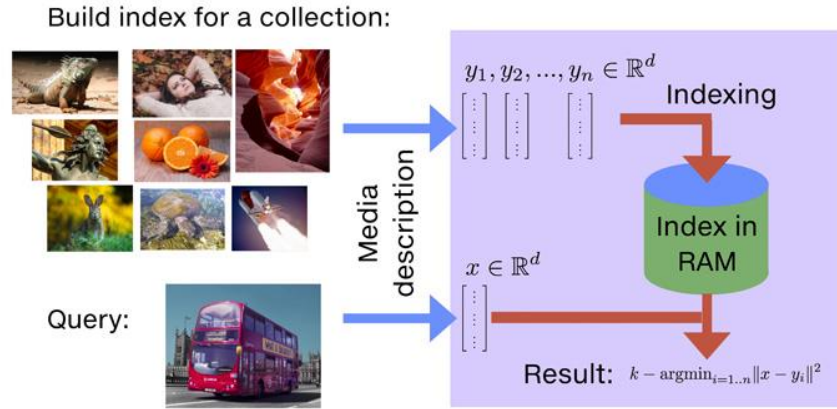 Build index for a collection:
y₁, y₂, ..., yₙ ∈ ℝᵈ
Indexing
Media
description
Index in
RAM
x ∈ ℝᵈ
Query:
Result: k − argminᵢ₌₁..ₙ‖x − yᵢ‖²